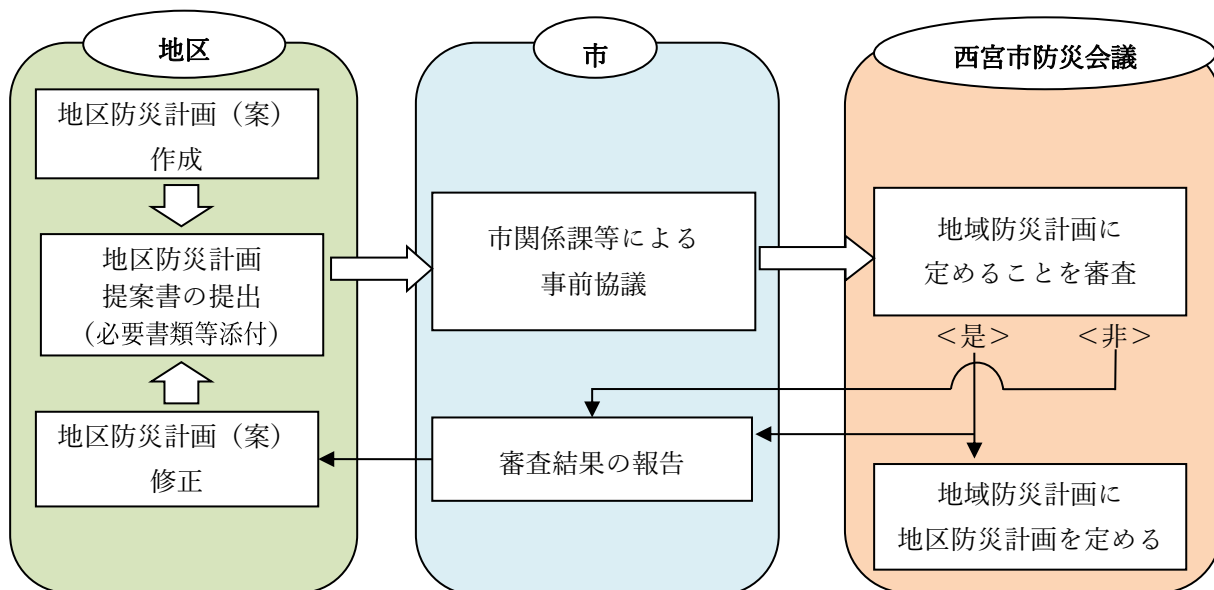 地区
地区防災計画（案）
作成
地区防災計画
提案書の提出
（必要書類等添付）
地区防災計画（案）
修正
市
市関係課等による
事前協議
審査結果の報告
西宮市防災会議
地域防災計画に
定めることを審査
＜是＞ ＜非＞
地域防災計画に
地区防災計画を定める